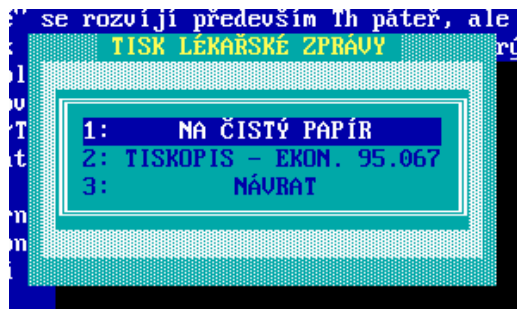 se rozvíjí především Th páteř, ale
TISK LÉKAŘSKÉ ZPRÁVY
1: NA ČISTÝ PAPÍR
2: TISKOPIS - EKON. 95.067
3: NÁVRAT